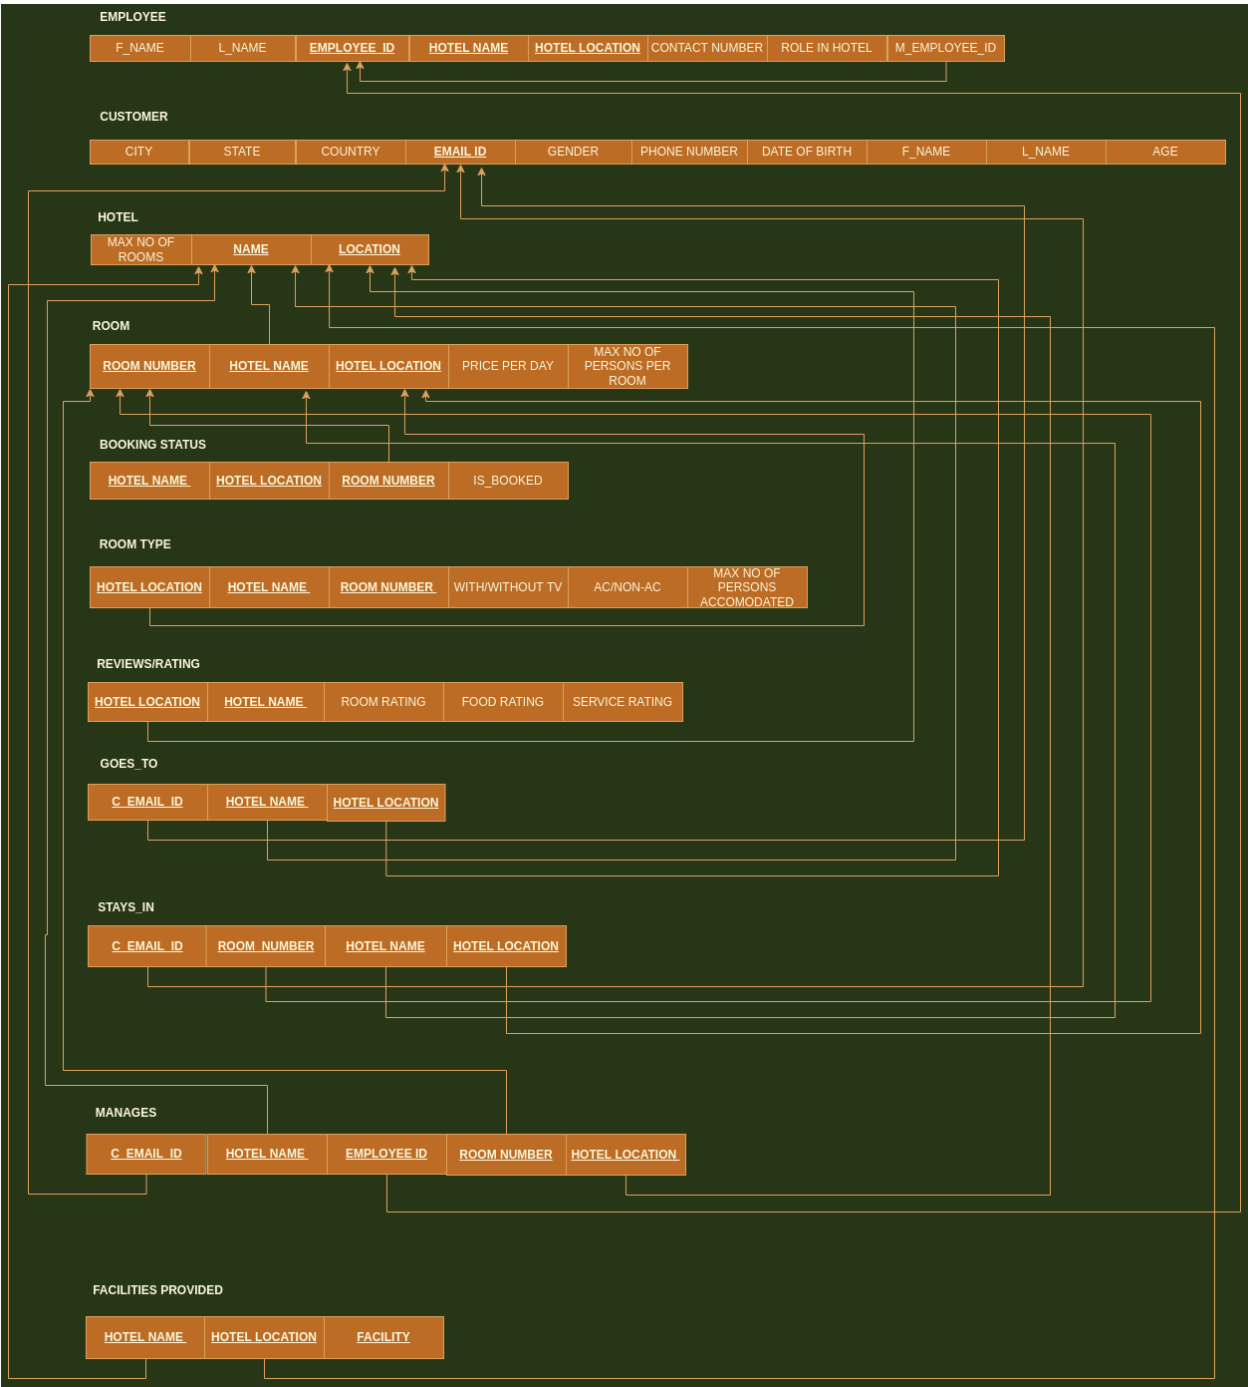 EMPLOYEE
F_NAME L_NAME EMPLOYEE_ID HOTEL NAME HOTEL LOCATION CONTACT NUMBER ROLE IN HOTEL M_EMPLOYEE_ID
CUSTOMER
CITY STATE COUNTRY EMAIL ID GENDER PHONE NUMBER DATE OF BIRTH F_NAME L_NAME AGE
HOTEL
MAX NO OF
ROOMS
NAME LOCATION
ROOM
ROOM NUMBER HOTEL NAME HOTEL LOCATION PRICE PER DAY
MAX NO OF
PERSONS PER
ROOM
BOOKING STATUS
HOTEL NAME HOTEL LOCATION ROOM NUMBER IS_BOOKED
ROOM TYPE
HOTEL LOCATION HOTEL NAME ROOM NUMBER WITH/WITHOUT TV AC/NON-AC
MAX NO OF
PERSONS
ACCOMODATED
REVIEWS/RATING
HOTEL LOCATION HOTEL NAME ROOM RATING FOOD RATING SERVICE RATING
GOES_TO
C_EMAIL_ID HOTEL NAME HOTEL LOCATION
STAYS_IN
C_EMAIL_ID ROOM_NUMBER HOTEL NAME HOTEL LOCATION
MANAGES
C_EMAIL_ID HOTEL NAME EMPLOYEE ID ROOM NUMBER HOTEL LOCATION
FACILITIES PROVIDED
HOTEL NAME HOTEL LOCATION FACILITY